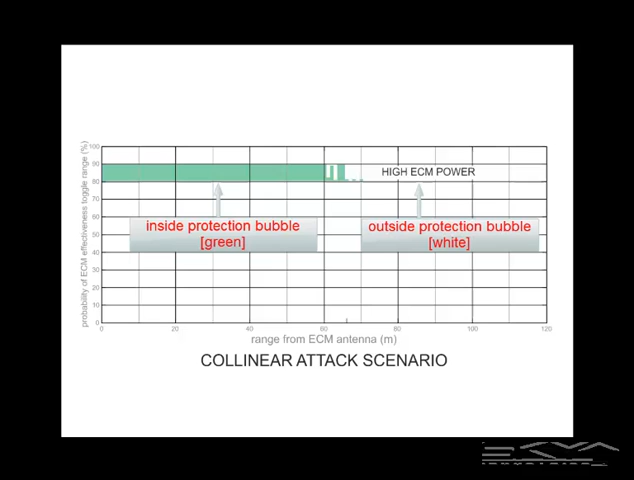 probability of ECM effectiveness toggle range (%)
100
90
80
70
60
50
40
30
20
10
0
HIGH ECM POWER
inside protection bubble
[green]
outside protection bubble
[white]
0
20
40
60
80
100
120
range from ECM antenna (m)
COLLINEAR ATTACK SCENARIO